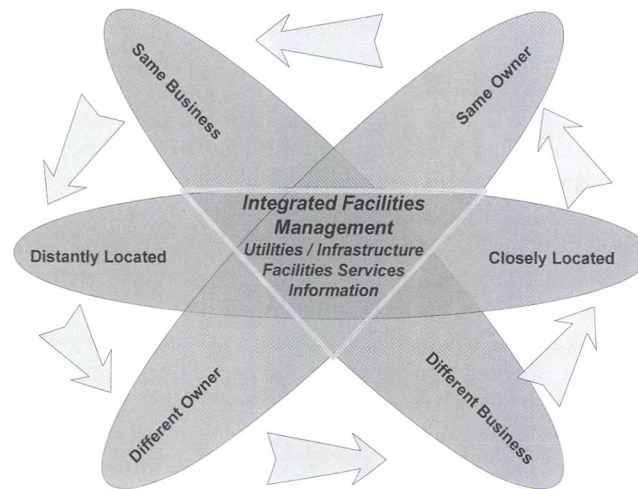 Same Business
Same Owner
Integrated Facilities
Management
Utilities / Infrastructure
Facilities Services
Information
Distantly Located
Closely Located
Different Owner
Different Business